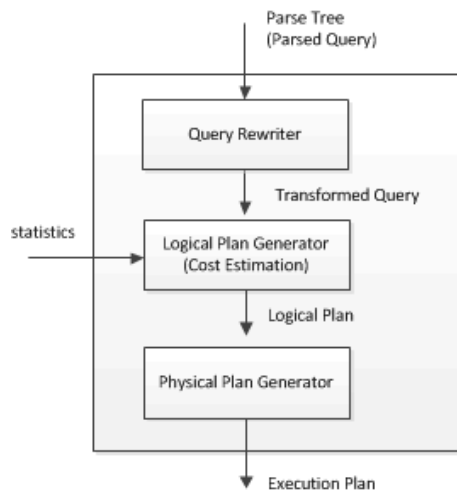 Parse Tree
(Parsed Query)
Query Rewriter
Transformed Query
statistics
Logical Plan Generator
(Cost Estimation)
Logical Plan
Physical Plan Generator
Execution Plan